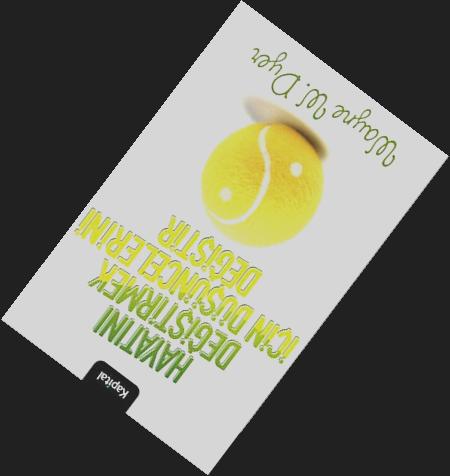 Kapital
HAYATINI
DEĞİŞTİRMEK
İÇİN DÜŞÜNCELERİNİ
DEĞİŞTİR
Wayne W. Dyer